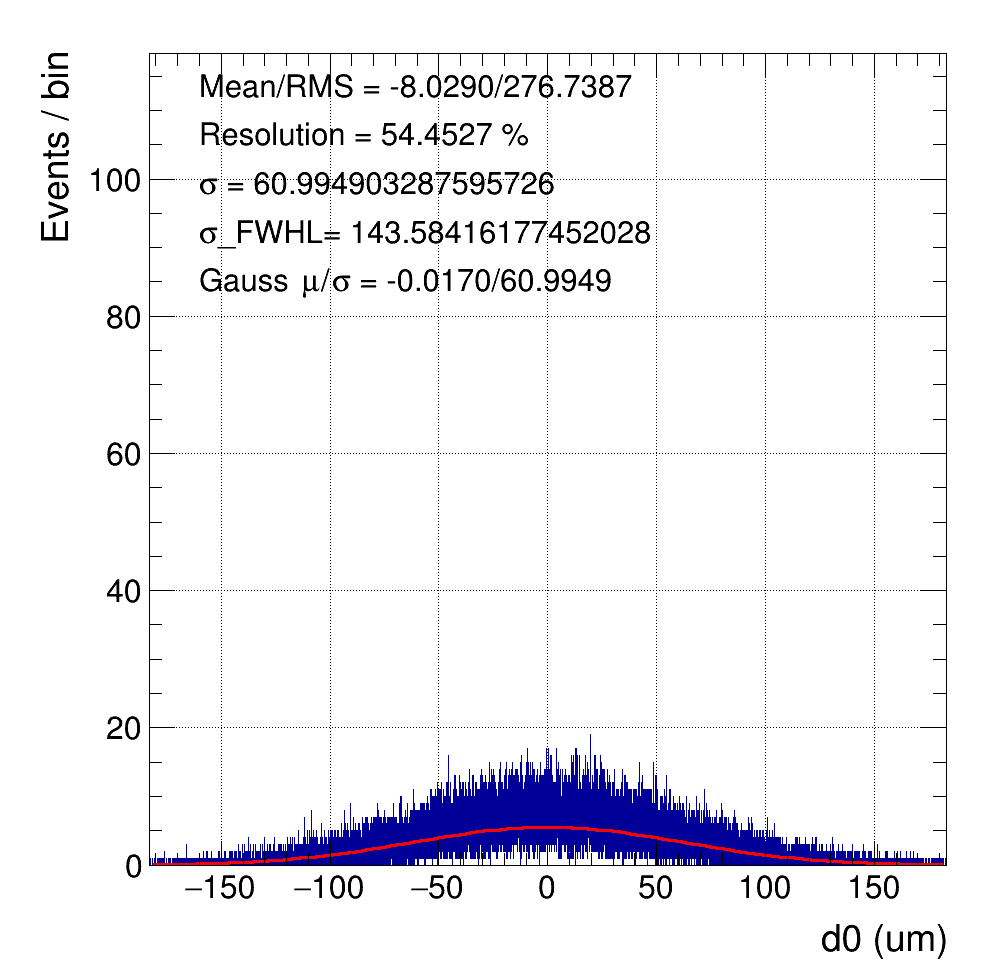 Events / bin
Mean/RMS = -8.0290/276.7387
Resolution = 54.4527 %
σ = 60.994903287595726
σ_FWHL= 143.58416177452028
Gauss μ/σ = -0.0170/60.9949
100
80
60
40
20
0
−150 −100 −50 0 50 100 150
d0 (um)